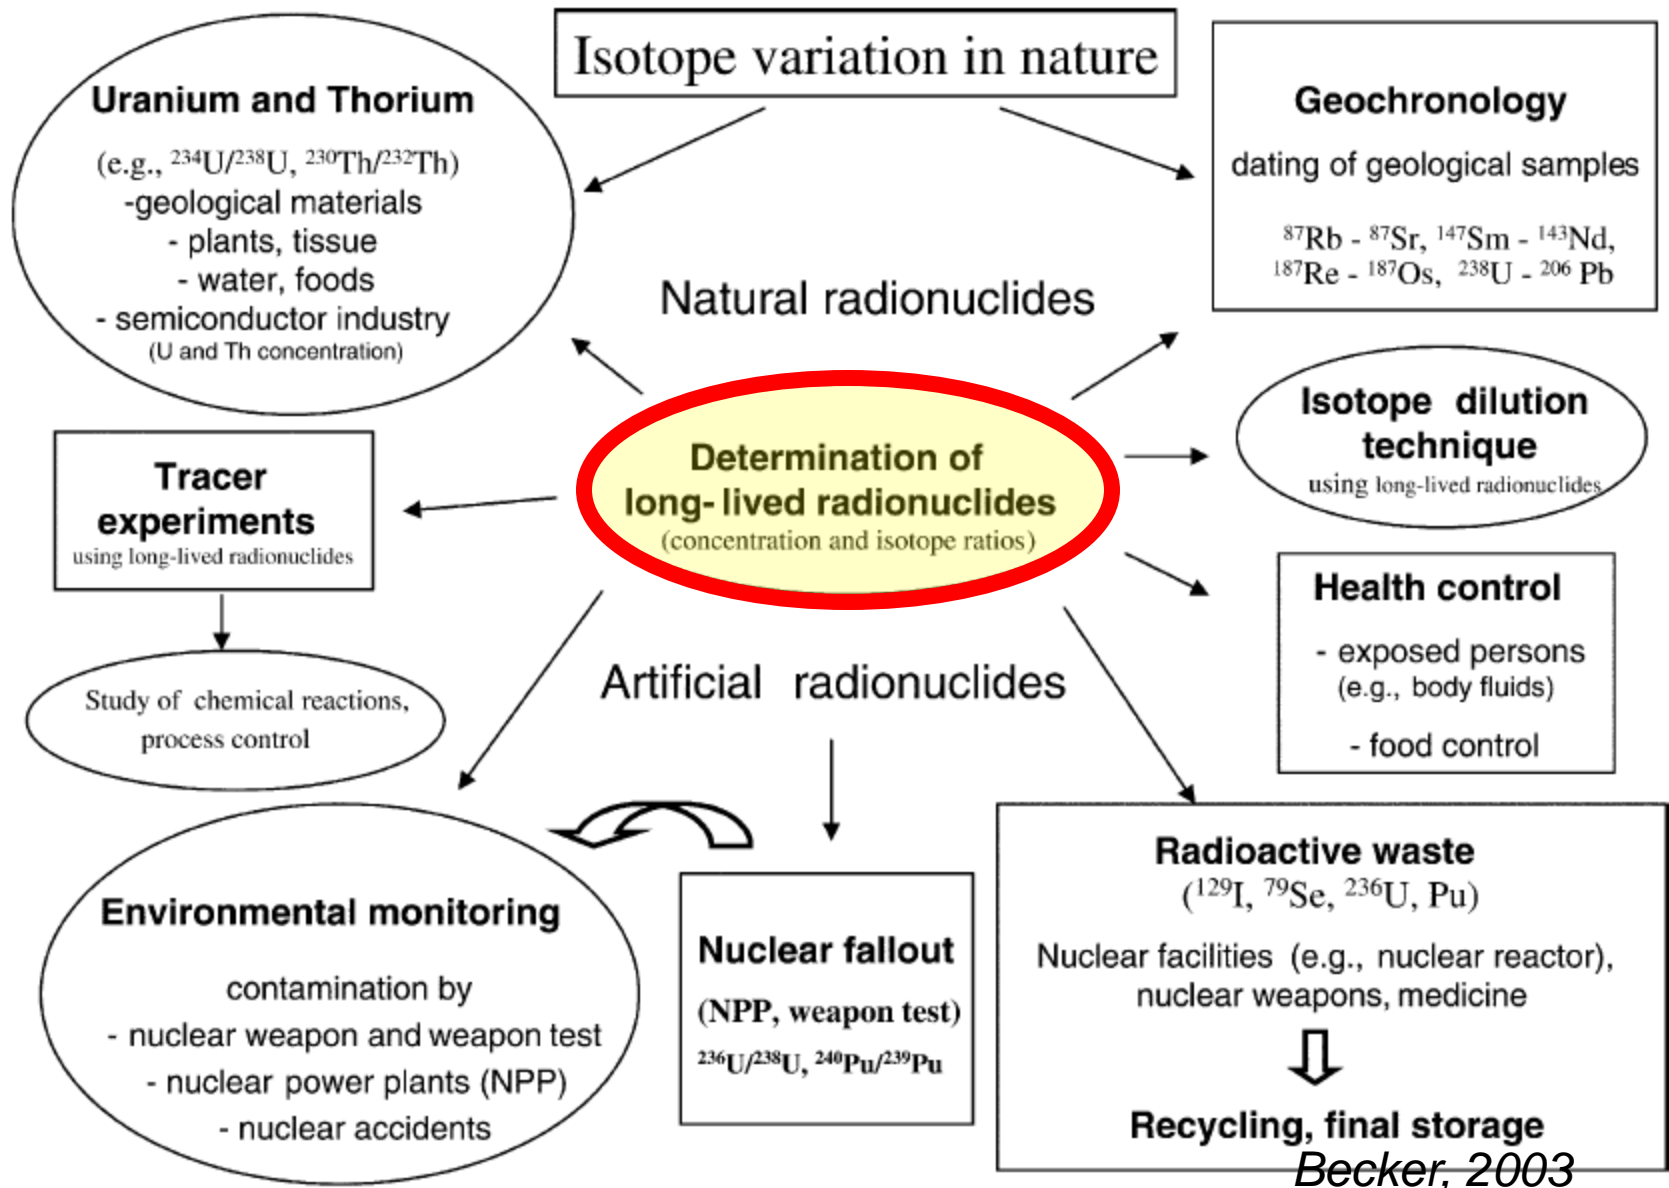 Isotope variation in nature
Uranium and Thorium
(e.g., ²³⁴U/²³⁸U, ²³⁰Th/²³²Th)
-geological materials
- plants, tissue
- water, foods
- semiconductor industry
(U and Th concentration)
Geochronology
dating of geological samples
⁸⁷Rb - ⁸⁷Sr, ¹⁴⁷Sm - ¹⁴³Nd,
¹⁸⁷Re - ¹⁸⁷Os, ²³⁸U - ²⁰⁶ Pb
Natural radionuclides
Determination of
long-lived radionuclides
(concentration and isotope ratios)
Isotope dilution
technique
using long-lived radionuclides
Tracer
experiments
using long-lived radionuclides
Study of chemical reactions,
process control
Health control
- exposed persons
(e.g., body fluids)
- food control
Artificial radionuclides
Environmental monitoring
contamination by
- nuclear weapon and weapon test
- nuclear power plants (NPP)
- nuclear accidents
Nuclear fallout
(NPP, weapon test)
²³⁶U/²³⁸U, ²⁴⁰Pu/²³⁹Pu
Radioactive waste
(¹²⁹I, ⁷⁹Se, ²³⁶U, Pu)
Nuclear facilities (e.g., nuclear reactor),
nuclear weapons, medicine
Recycling, final storage
Becker, 2003